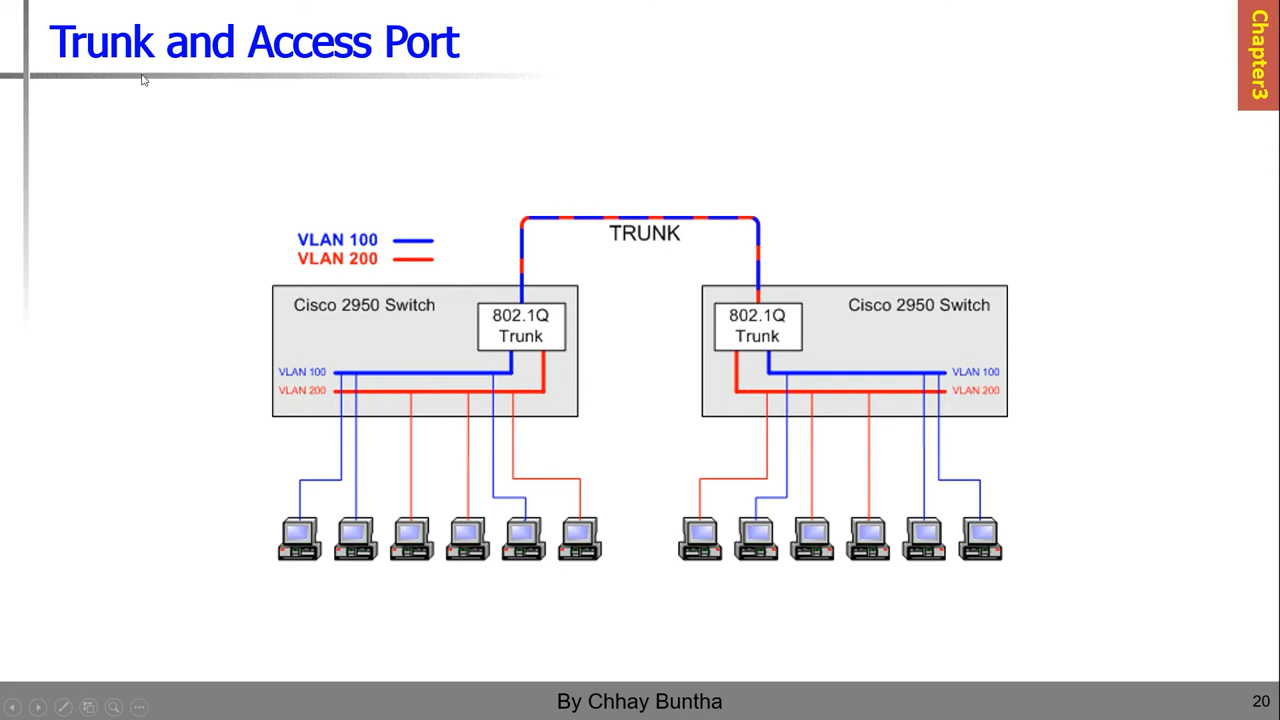 Trunk and Access Port
Chapter3
TRUNK
VLAN 100
VLAN 200
Cisco 2950 Switch
802.1Q
Trunk
VLAN 100
VLAN 200
Cisco 2950 Switch
802.1Q
Trunk
VLAN 100
VLAN 200
By Chhay Buntha
20